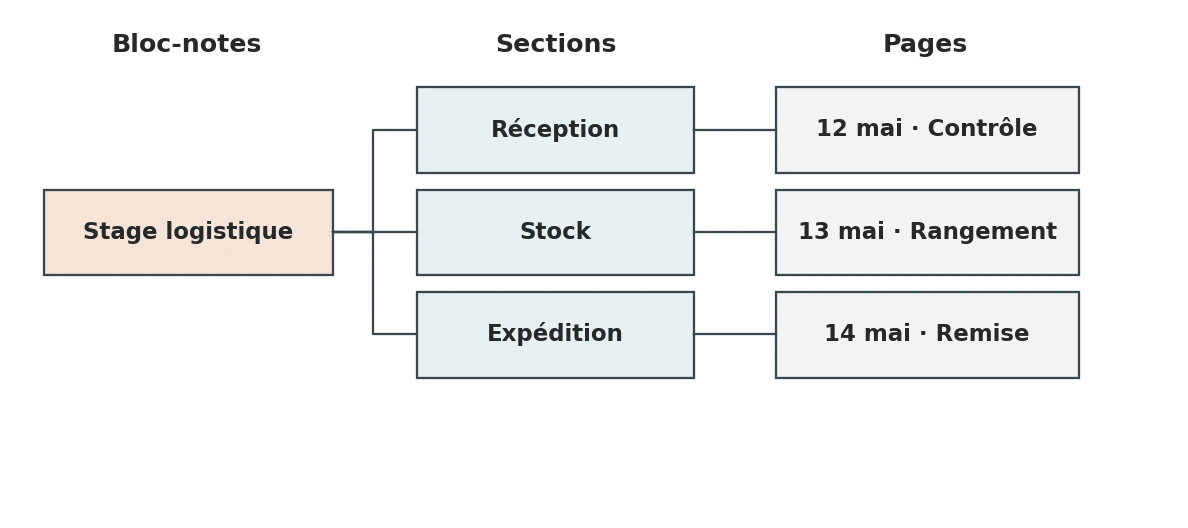 Bloc-notes
Sections
Pages
Réception
12 mai · Contrôle
Stage logistique
Stock
13 mai · Rangement
Expédition
14 mai · Remise